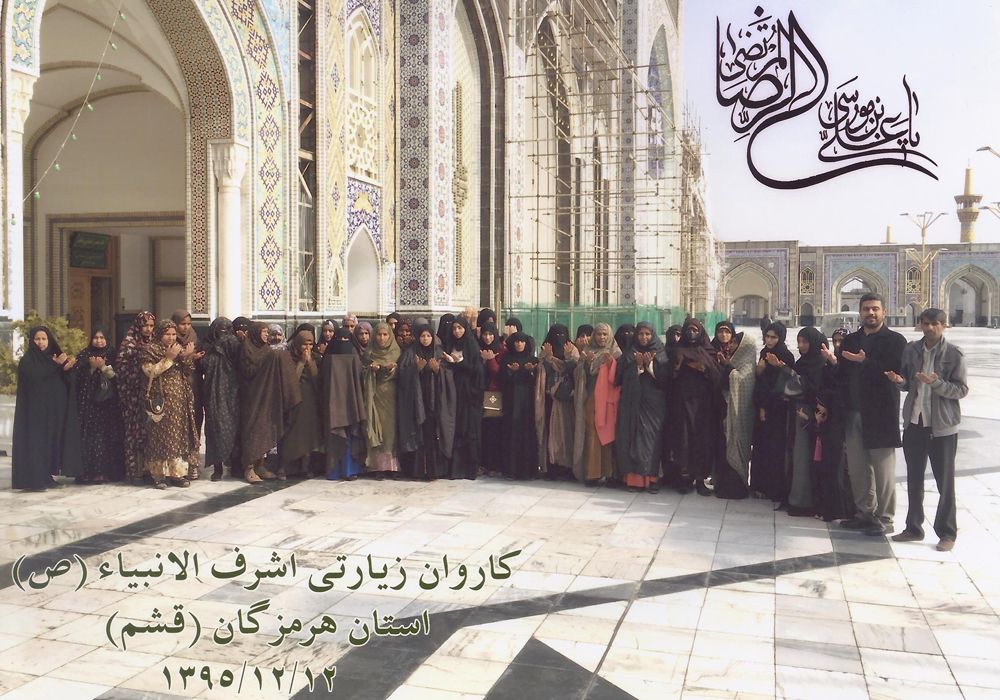 یا علی بن موسی
الرضا المرتضی
کاروان زیارتی اشرف الانبیاء (ص)
استان هرمزگان (قشم)
۱۳۹۵/۱۲/۱۲